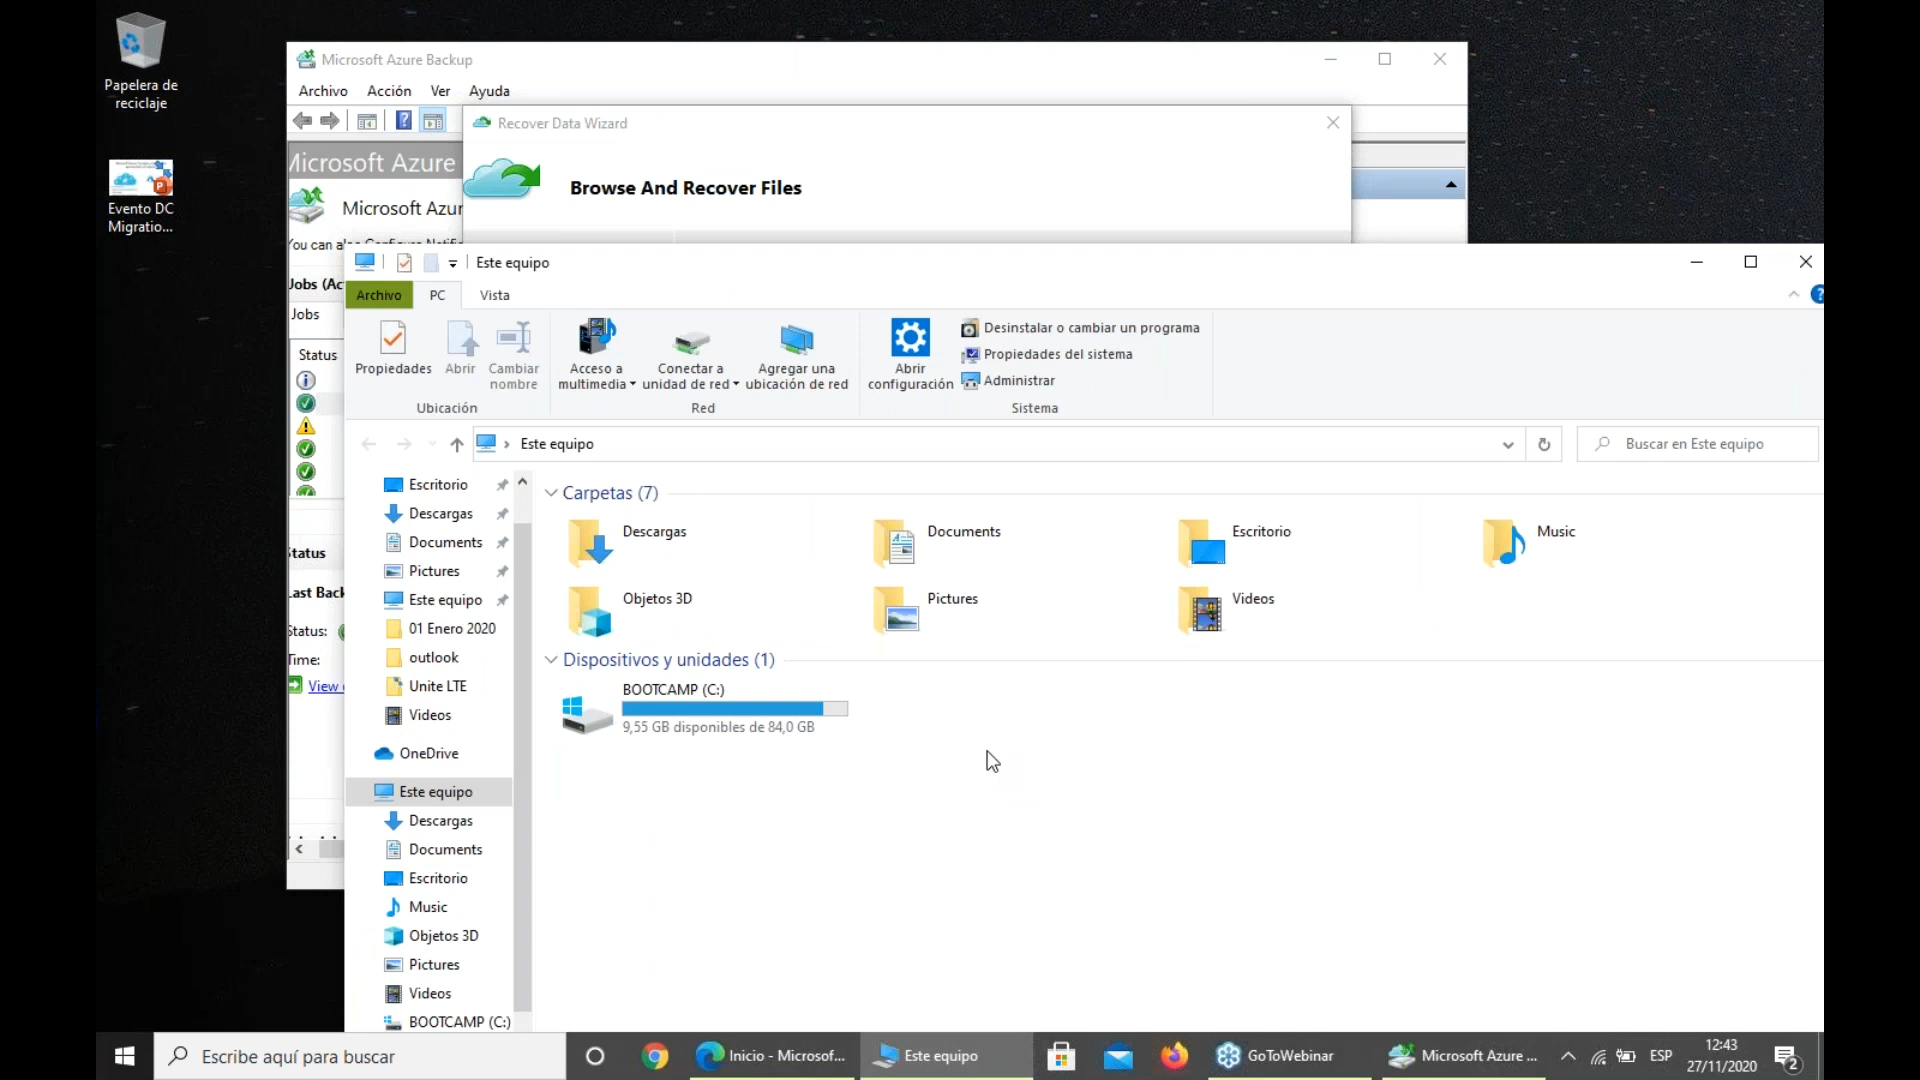 Papelera de
reciclaje
Evento DC
Migratio...
Microsoft Azure Backup
Archivo Acción Ver Ayuda
Recover Data Wizard
Microsoft Azure
Browse And Recover Files
Microsoft Azur
You can al
Jobs (Ac
Jobs
Status
Status
Last Back
Status:
Time:
View
Este equipo
Archivo PC Vista
Propiedades
Abrir
Cambiar
nombre
Ubicación
Acceso a
multimedia
Conectar a
unidad de red
Agregar una
ubicación de red
Red
Abrir
configuración
Desinstalar o cambiar un programa
Propiedades del sistema
Administrar
Sistema
Este equipo
Buscar en Este equipo
Escritorio
Descargas
Documents
Pictures
Este equipo
01 Enero 2020
outlook
Unite LTE
Videos
OneDrive
Este equipo
Descargas
Documents
Escritorio
Music
Objetos 3D
Pictures
Videos
BOOTCAMP (C:)
Carpetas (7)
Descargas
Documents
Escritorio
Music
Objetos 3D
Pictures
Videos
Dispositivos y unidades (1)
BOOTCAMP (C:)
9,55 GB disponibles de 84,0 GB
Escribe aquí para buscar
Inicio - Microsof...
Este equipo
GoToWebinar
Microsoft Azure ...
ESP
12:43
27/11/2020
2